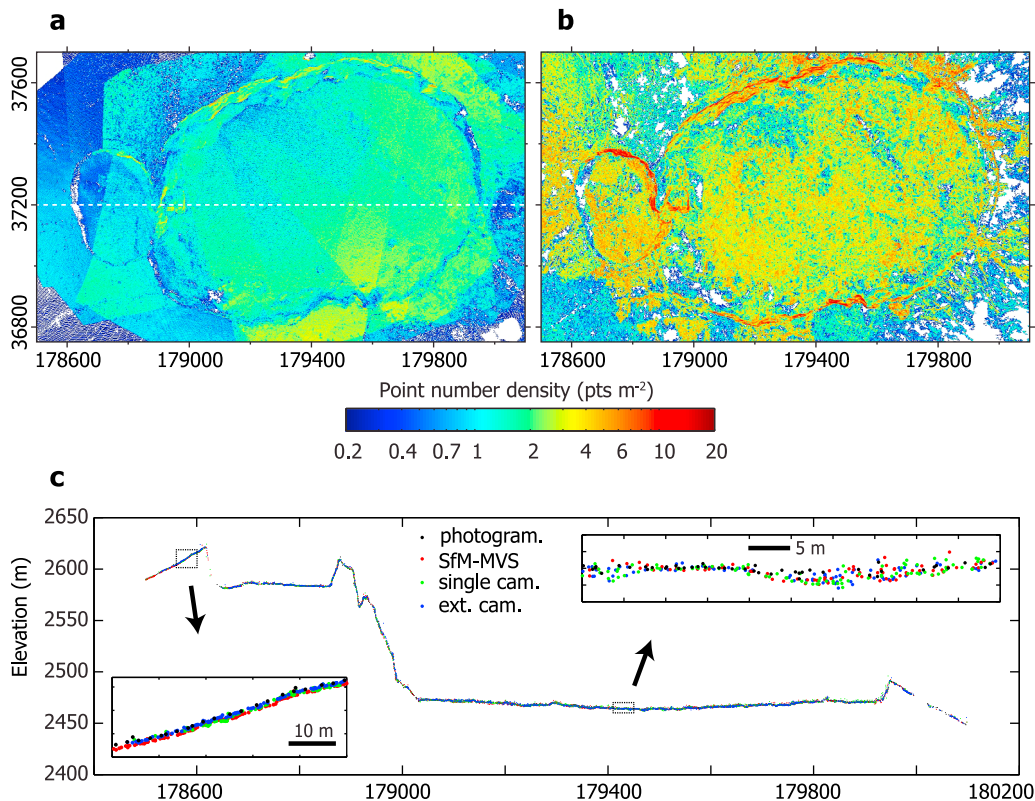 a
b
37600
37200
36800
178600 179000 179400 179800
178600 179000 179400 179800
Point number density (pts m⁻²)
0.2 0.4 0.7 1 2 4 6 10 20
c
2650
2600
2550
2500
2450
2400
Elevation (m)
photogram.
SfM-MVS
single cam.
ext. cam.
5 m
10 m
178600 179000 179400 179800 180200